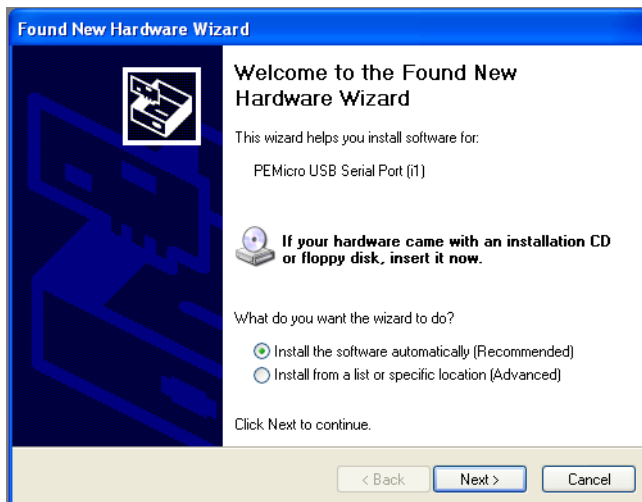 Found New Hardware Wizard
Welcome to the Found New
Hardware Wizard
This wizard helps you install software for:
PEMicro USB Serial Port (i1)
If your hardware came with an installation CD
or floppy disk, insert it now.
What do you want the wizard to do?
Install the software automatically (Recommended)
Install from a list or specific location (Advanced)
Click Next to continue.
< Back
Next >
Cancel